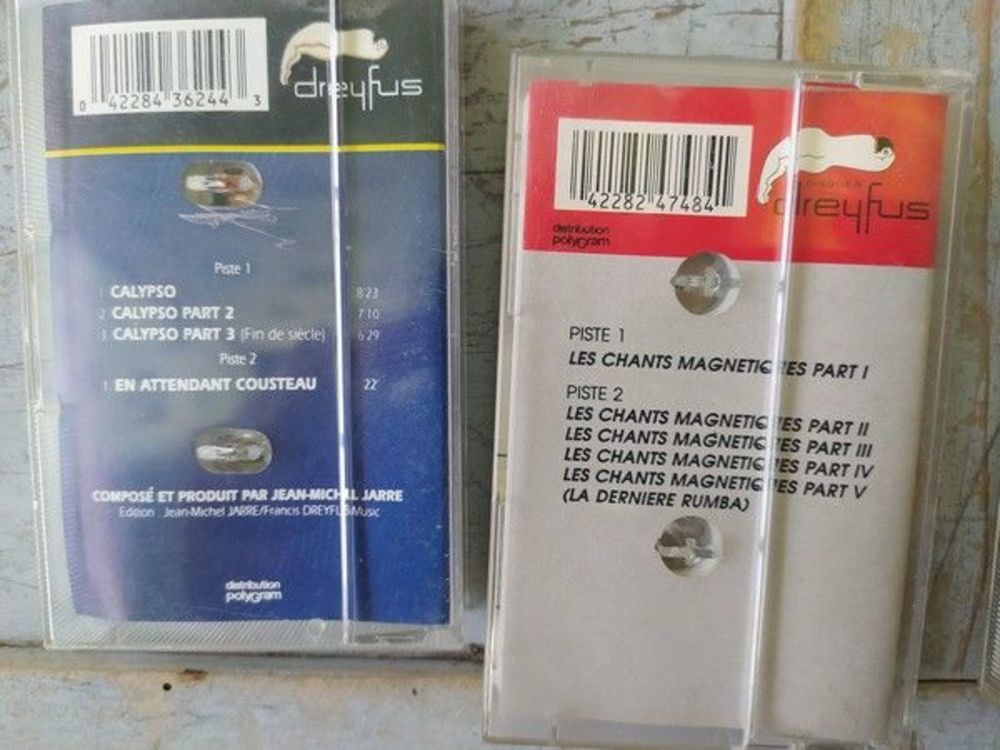 0 42284 36244 3
dreyfus
Piste 1
1 CALYPSO 8'23
2 CALYPSO PART 2 7'10
3 CALYPSO PART 3 (Fin de siècle) 6'29
Piste 2
1 EN ATTENDANT COUSTEAU 22'
COMPOSÉ ET PRODUIT PAR JEAN-MICHEL JARRE
Edition : Jean-Michel JARRE/Francis DREYFUS Music
distribution
polygram
42282 47484
DISQUES
dreyfus
distribution
polygram
PISTE 1
LES CHANTS MAGNETIQUES PART I
PISTE 2
LES CHANTS MAGNETIQUES PART II
LES CHANTS MAGNETIQUES PART III
LES CHANTS MAGNETIQUES PART IV
LES CHANTS MAGNETIQUES PART V
(LA DERNIERE RUMBA)